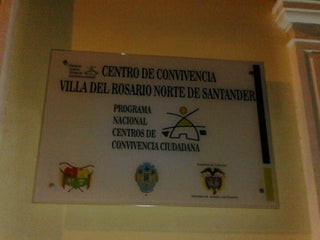 CENTRO DE CONVIVENCIA
VILLA DEL ROSARIO NORTE DE SANTANDER
PROGRAMA
NACIONAL
CENTROS DE
CONVIVENCIA CIUDADANA